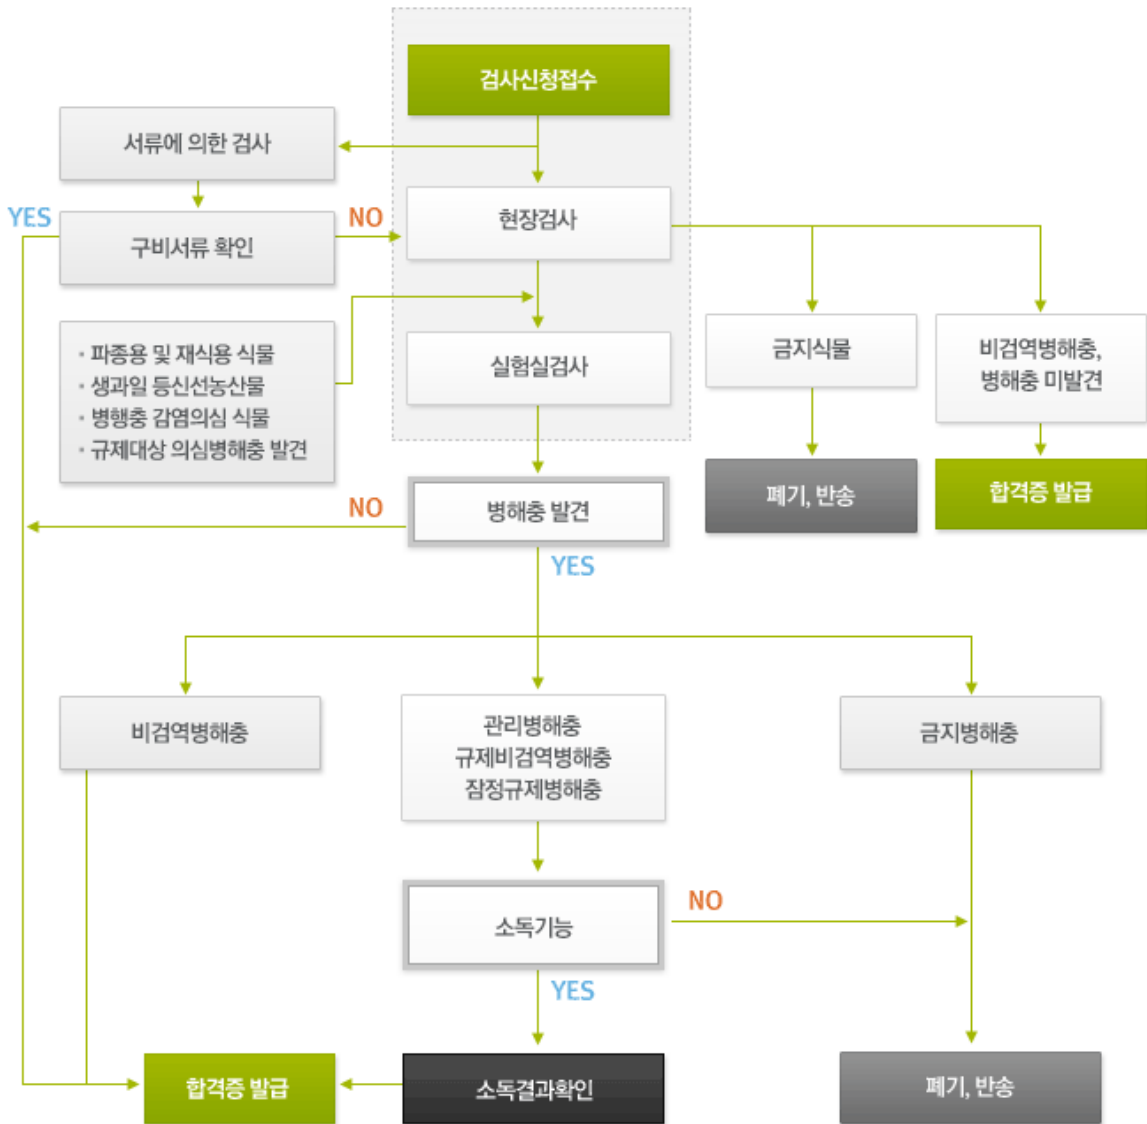 검사신청접수
서류에 의한 검사
YES
구비서류 확인
NO
현장검사
· 파종용 및 재식용 식물
· 생과일 등신선농산물
· 병행충 감염의심 식물
· 규제대상 의심병해충 발견
실험실검사
금지식물
비검역병해충,
병해충 미발견
폐기, 반송
합격증 발급
NO
병해충 발견
YES
비검역병해충
관리병해충
규제비검역병해충
잠정규제병해충
금지병해충
소독기능
NO
YES
합격증 발급
소독결과확인
폐기, 반송